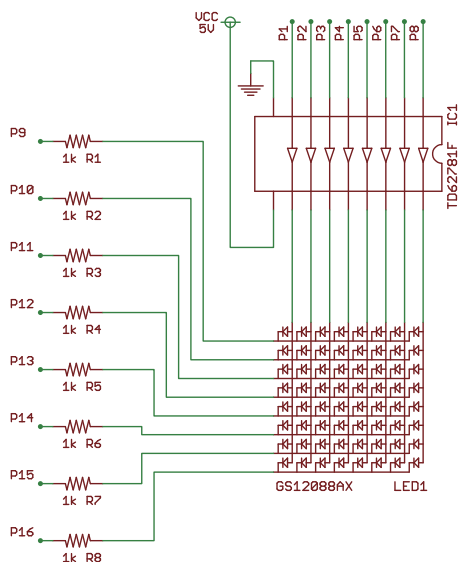 VCC
5V
P1
P2
P3
P4
P5
P6
P7
P8
IC1
TD62781F
P9
1k R1
P10
1k R2
P11
1k R3
P12
1k R4
P13
1k R5
P14
1k R6
P15
1k R7
P16
1k R8
GS12088AX LED1